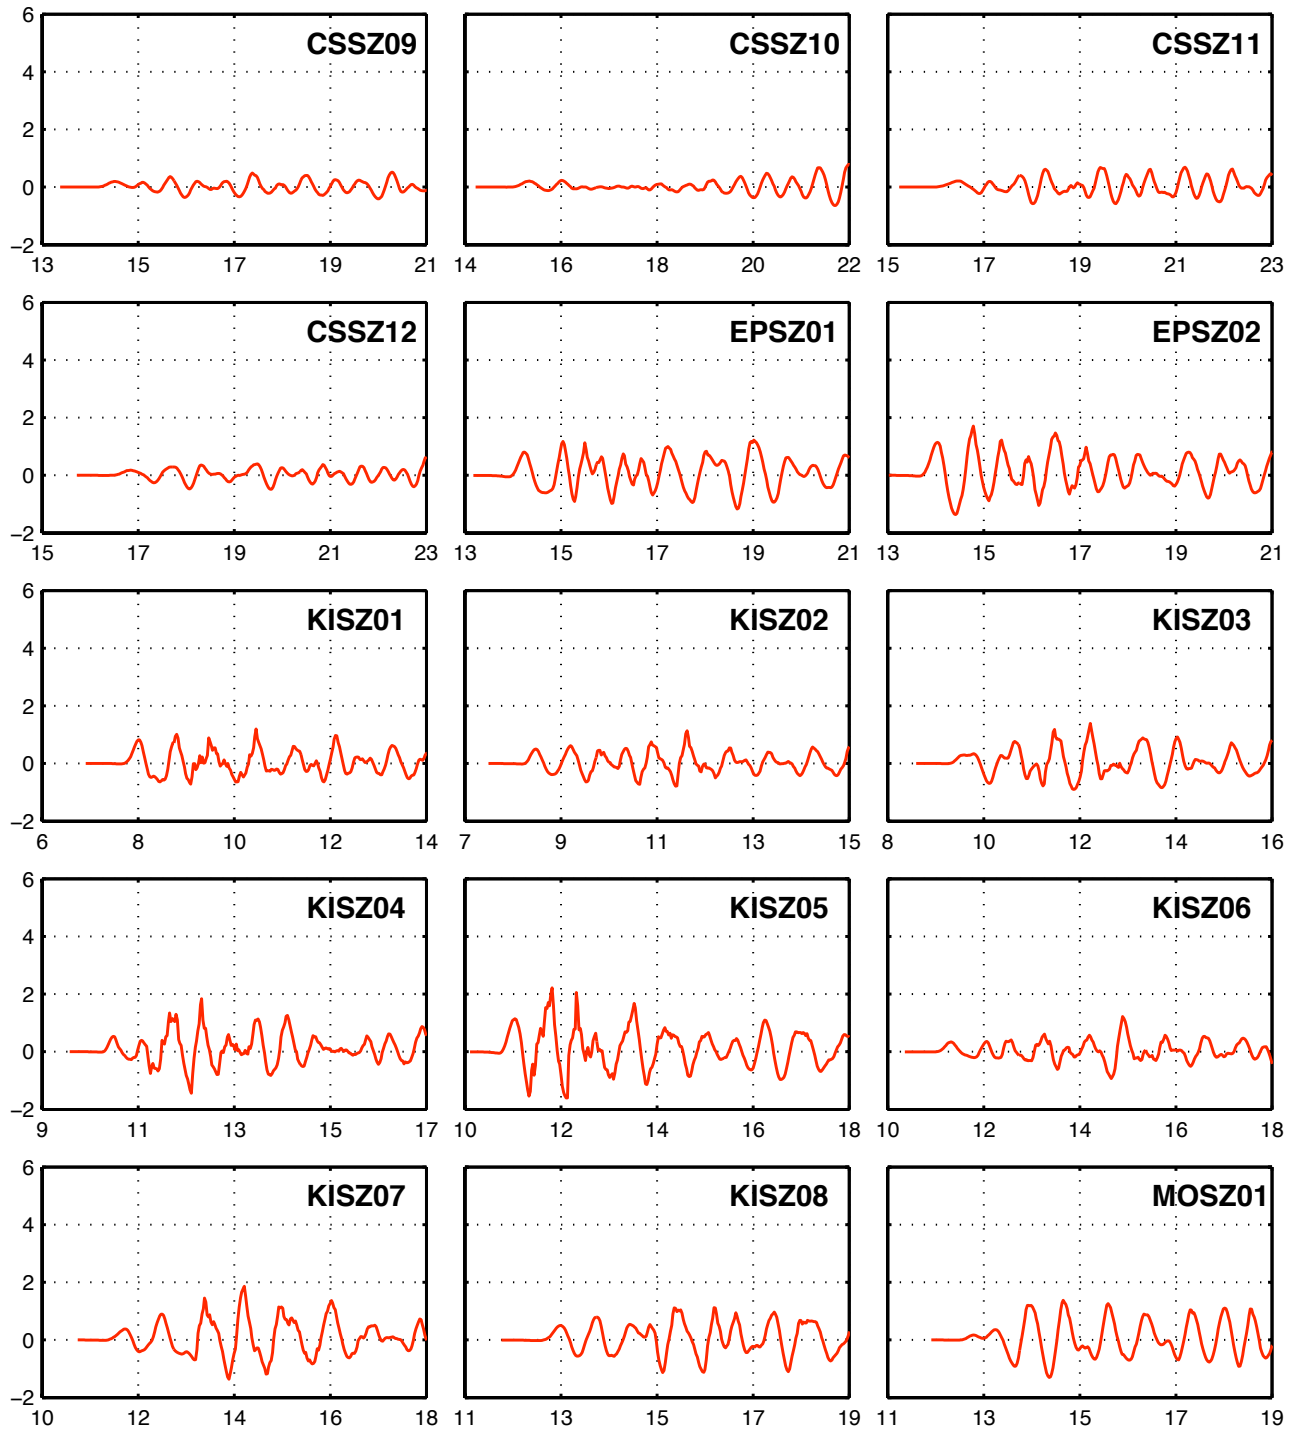 6 CSSZ09 CSSZ10 CSSZ11
4
2
0
−2
13 15 17 19 21 14 16 18 20 22 15 17 19 21 23
6 CSSZ12 EPSZ01 EPSZ02
4
2
0
−2
15 17 19 21 23 13 15 17 19 21 13 15 17 19 21
6 KISZ01 KISZ02 KISZ03
4
2
0
−2
6 8 10 12 14 7 9 11 13 15 8 10 12 14 16
6 KISZ04 KISZ05 KISZ06
4
2
0
−2
9 11 13 15 17 10 12 14 16 18 10 12 14 16 18
6 KISZ07 KISZ08 MOSZ01
4
2
0
−2
10 12 14 16 18 11 13 15 17 19 11 13 15 17 19